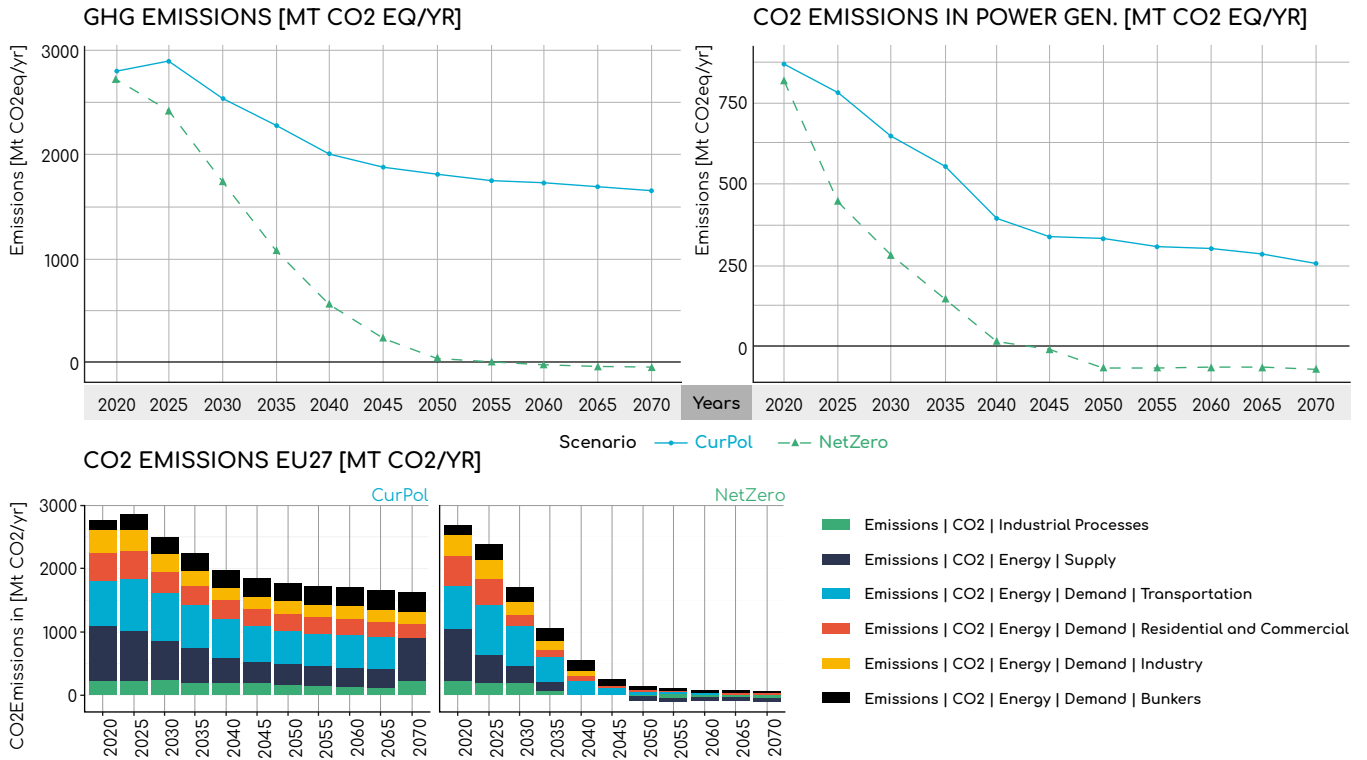 GHG EMISSIONS [MT CO2 EQ/YR]
CO2 EMISSIONS IN POWER GEN. [MT CO2 EQ/YR]
Emissions [Mt CO2eq/yr]
3000
2000
1000
0
Emissions [Mt CO2eq/yr]
750
500
250
0
2020 2025 2030 2035 2040 2045 2050 2055 2060 2065 2070 Years 2020 2025 2030 2035 2040 2045 2050 2055 2060 2065 2070
Scenario CurPol NetZero
CO2 EMISSIONS EU27 [MT CO2/YR]
CurPol NetZero
CO2Emissions in [Mt CO2/yr]
3000
2000
1000
0
2020 2025 2030 2035 2040 2045 2050 2055 2060 2065 2070 2020 2025 2030 2035 2040 2045 2050 2055 2060 2065 2070
Emissions | CO2 | Industrial Processes
Emissions | CO2 | Energy | Supply
Emissions | CO2 | Energy | Demand | Transportation
Emissions | CO2 | Energy | Demand | Residential and Commercial
Emissions | CO2 | Energy | Demand | Industry
Emissions | CO2 | Energy | Demand | Bunkers